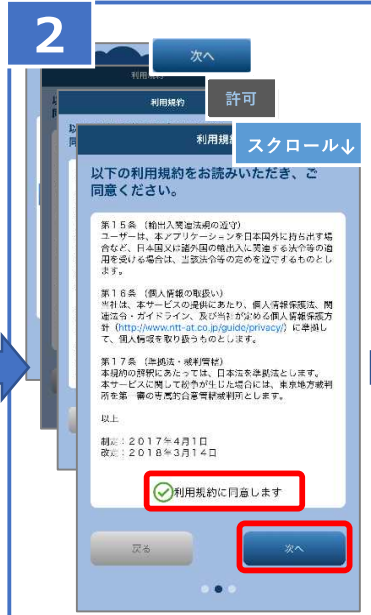 2
次へ
利用規約
許可
利用規
スクロール↓
以下の利用規約をお読みいただき、ご
同意ください。
第15条 (輸出入関連法規の遵守)
ユーザーは、本アプリケーションを日本国外に持ち出す場
合など、日本国又は諸外国の輸出入に関連する法令等の適
用を受ける場合は、当該法令等の定めを遵守するものとし
ます。
第16条 (個人情報の取扱い)
当社は、本サービスの提供にあたり、個人情報保護法、関
連法令・ガイドライン、及び当社が定める個人情報保護方
針 (http://www.ntt-at.co.jp/guide/privacy/) に準拠し
て、個人情報を取り扱うものとします。
第17条 (準拠法・裁判管轄)
本規約の解釈にあたっては、日本法を準拠法とします。
本サービスに関して紛争が生じた場合には、東京地方裁判
所を第一審の専属的合意管轄裁判所とします。
以上
制定：2017年4月1日
改定：2018年3月14日
利用規約に同意します
戻る
次へ